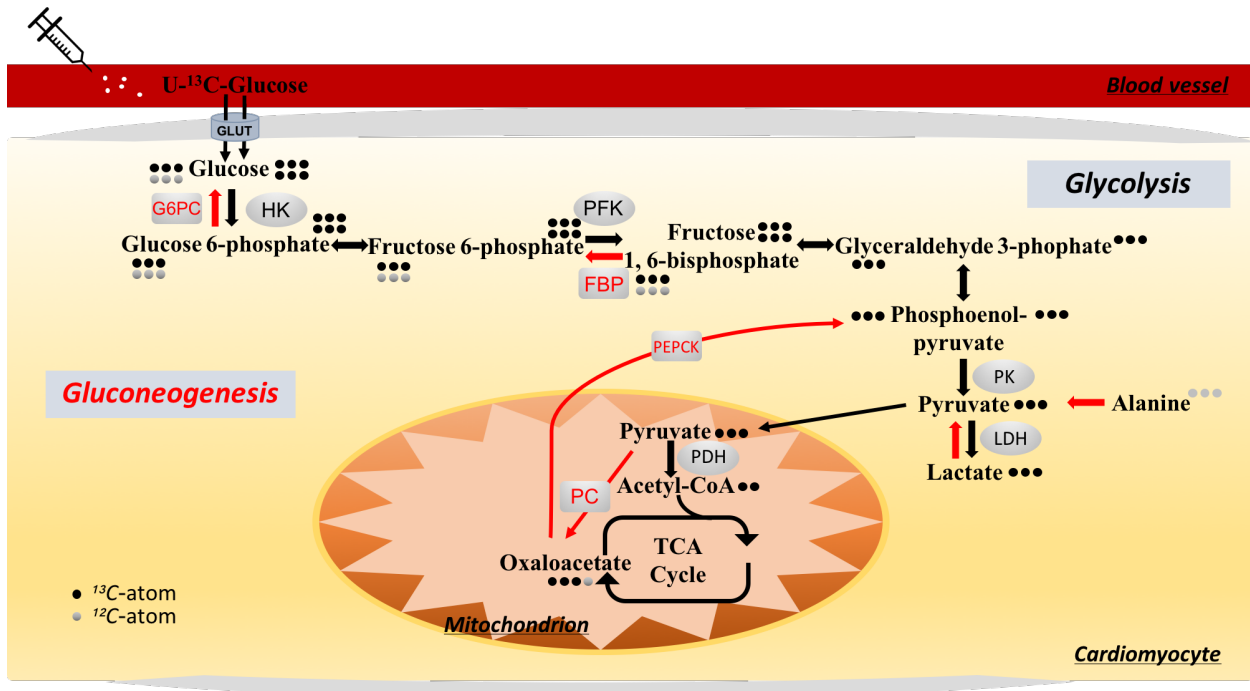 U-¹³C-Glucose
Blood vessel
GLUT
Glucose
Glycolysis
G6PC
HK
PFK
Glucose 6-phosphate
Fructose 6-phosphate
Fructose
1, 6-bisphosphate
Glyceraldehyde 3-phophate
FBP
Phosphoenol-
pyruvate
PEPCK
Gluconeogenesis
PK
Pyruvate
Alanine
LDH
Lactate
Pyruvate
PDH
Acetyl-CoA
PC
Oxaloacetate
TCA
Cycle
¹³C-atom
¹²C-atom
Mitochondrion
Cardiomyocyte